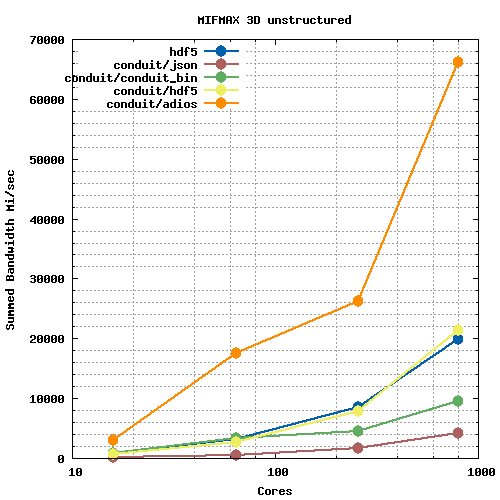 MIFMAX 3D unstructured
hdf5
conduit/json
conduit/conduit_bin
conduit/hdf5
conduit/adios
70000
60000
50000
40000
30000
20000
10000
0
Summed Bandwidth Mi/sec
10
100
1000
Cores